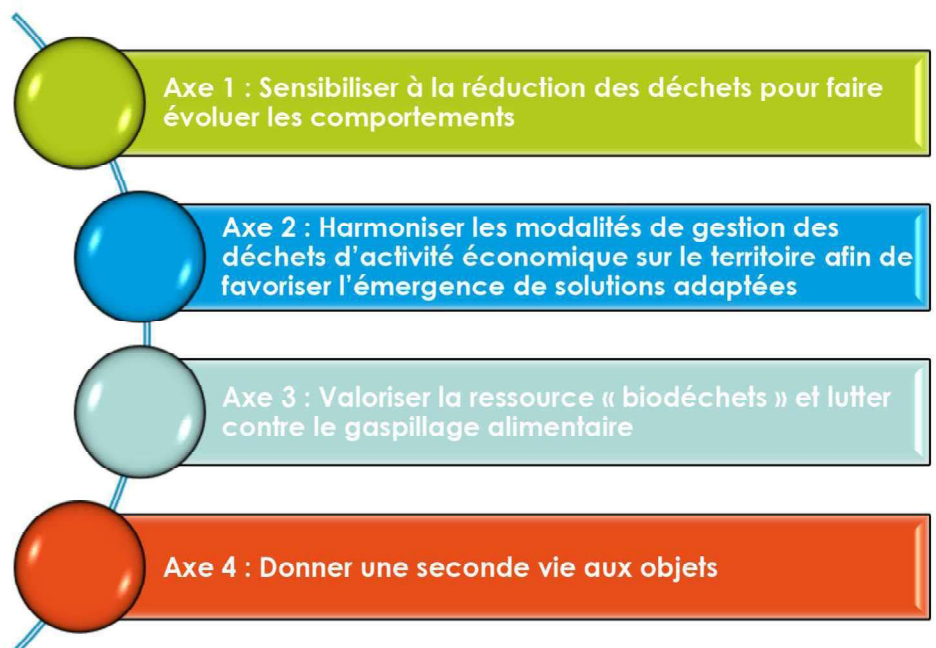 Axe 1 : Sensibiliser à la réduction des déchets pour faire
évoluer les comportements
Axe 2 : Harmoniser les modalités de gestion des
déchets d’activité économique sur le territoire afin de
favoriser l’émergence de solutions adaptées
Axe 3 : Valoriser la ressource « biodéchets » et lutter
contre le gaspillage alimentaire
Axe 4 : Donner une seconde vie aux objets